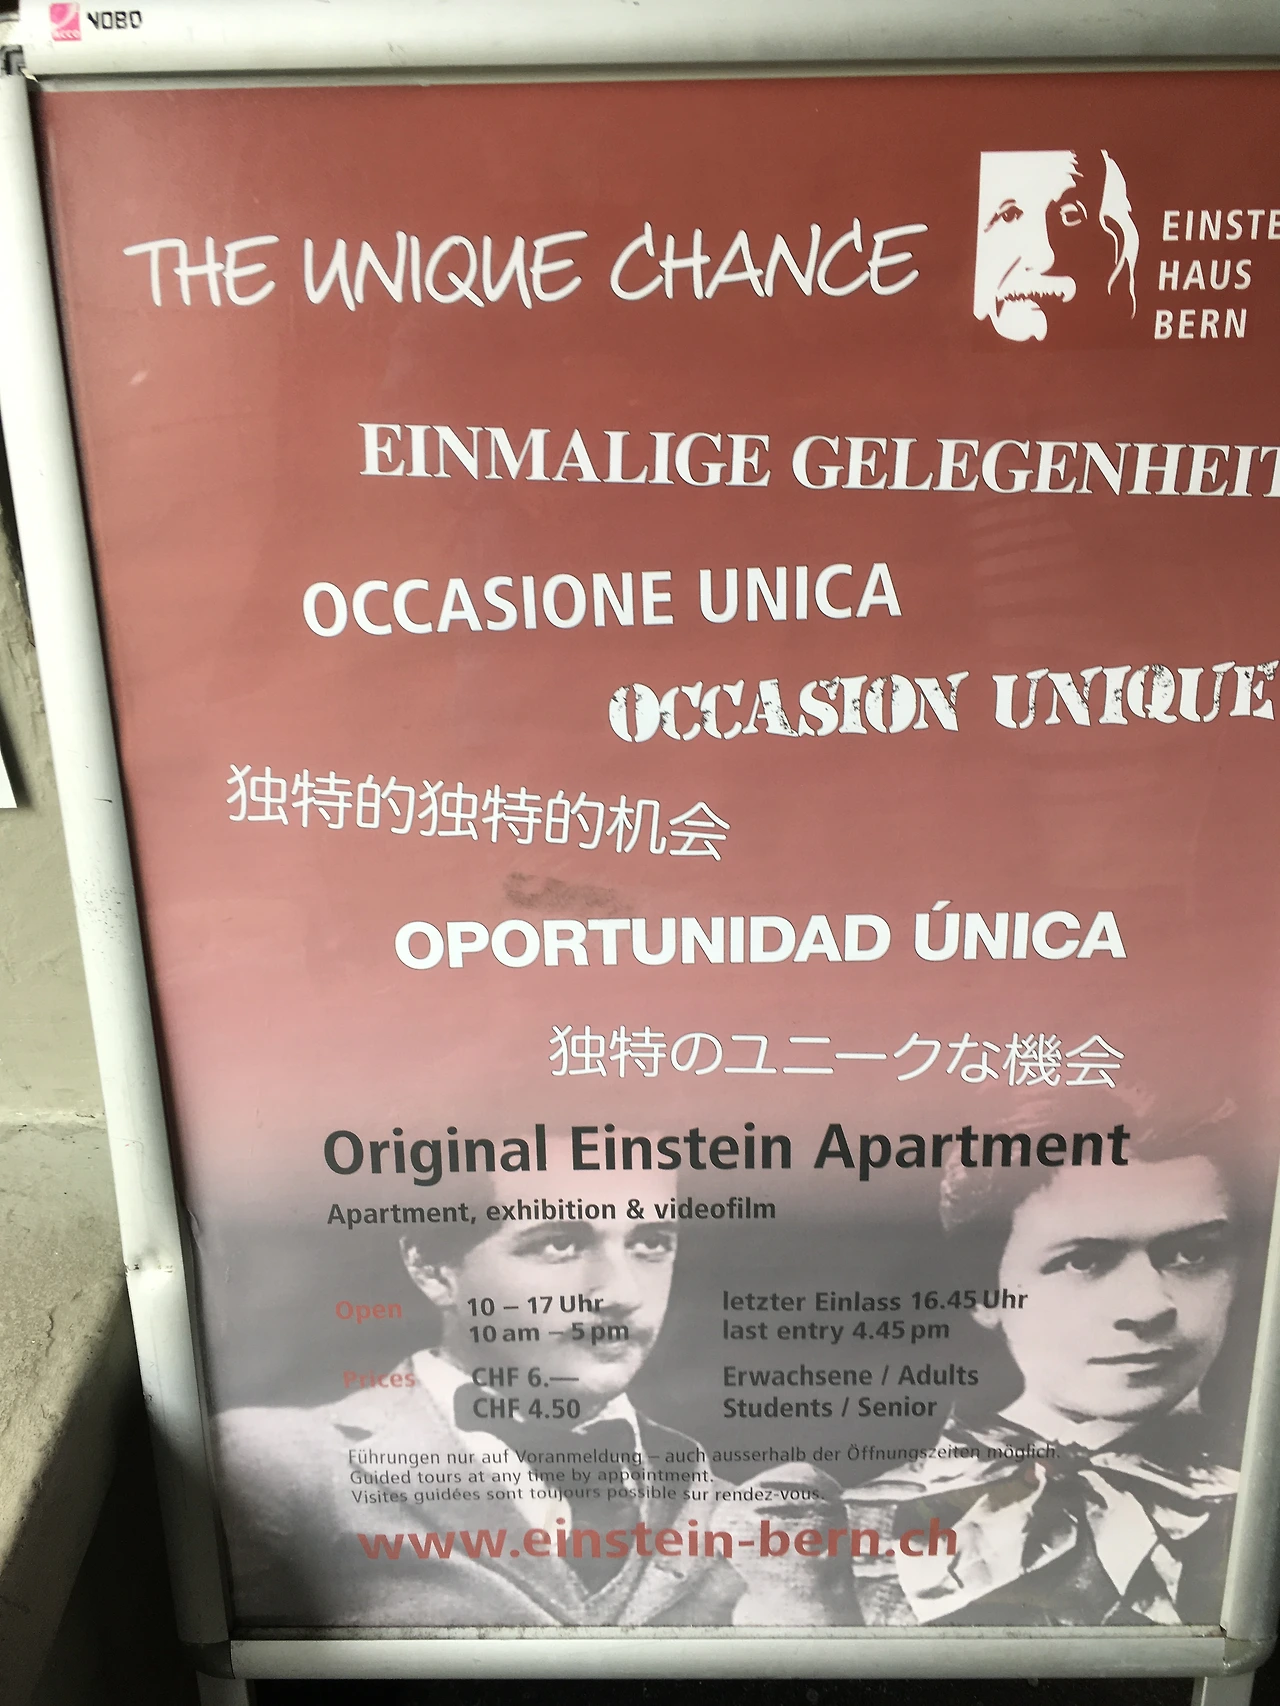 NOBO
acco
THE UNIQUE CHANCE
EINSTE
HAUS
BERN
EINMALIGE GELEGENHEIT
OCCASIONE UNICA
OCCASION UNIQUE
独特的独特的机会
OPORTUNIDAD ÚNICA
独特のユニークな機会
Original Einstein Apartment
Apartment, exhibition & videofilm
Open 10 – 17 Uhr letzter Einlass 16.45 Uhr
10 am – 5 pm last entry 4.45 pm
Prices CHF 6.— Erwachsene / Adults
CHF 4.50 Students / Senior
Führungen nur auf Voranmeldung – auch ausserhalb der Öffnungszeiten möglich.
Guided tours at any time by appointment.
Visites guidées sont toujours possible sur rendez-vous.
www.einstein-bern.ch